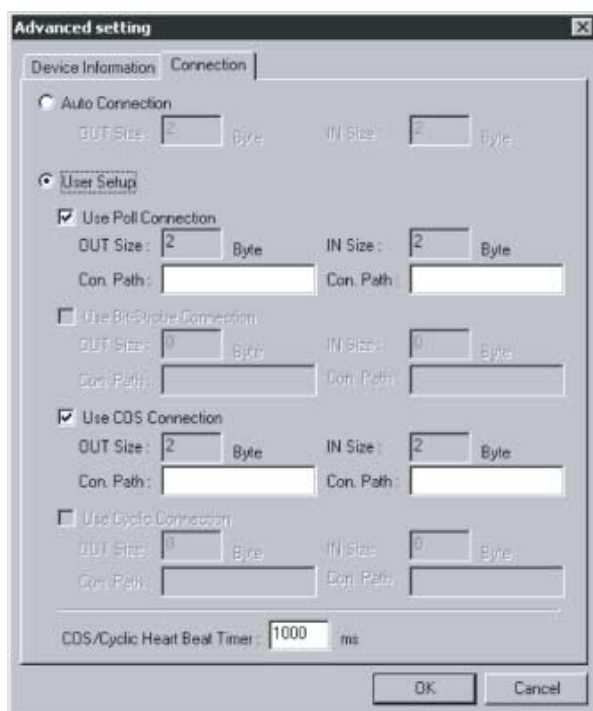 Advanced setting
Device Information Connection
Auto Connection
OUT Size : 2 Byte IN Size : 2 Byte
User Setup
Use Poll Connection
OUT Size : 2 Byte IN Size : 2 Byte
Con. Path : Con. Path :
Use Bit-Strobe Connection
OUT Size : 0 Byte IN Size : 0 Byte
Con. Path : Con. Path :
Use COS Connection
OUT Size : 2 Byte IN Size : 2 Byte
Con. Path : Con. Path :
Use Cyclic Connection
OUT Size : 0 Byte IN Size : 0 Byte
Con. Path : Con. Path :
COS/Cyclic Heart Beat Timer : 1000 ms
OK Cancel